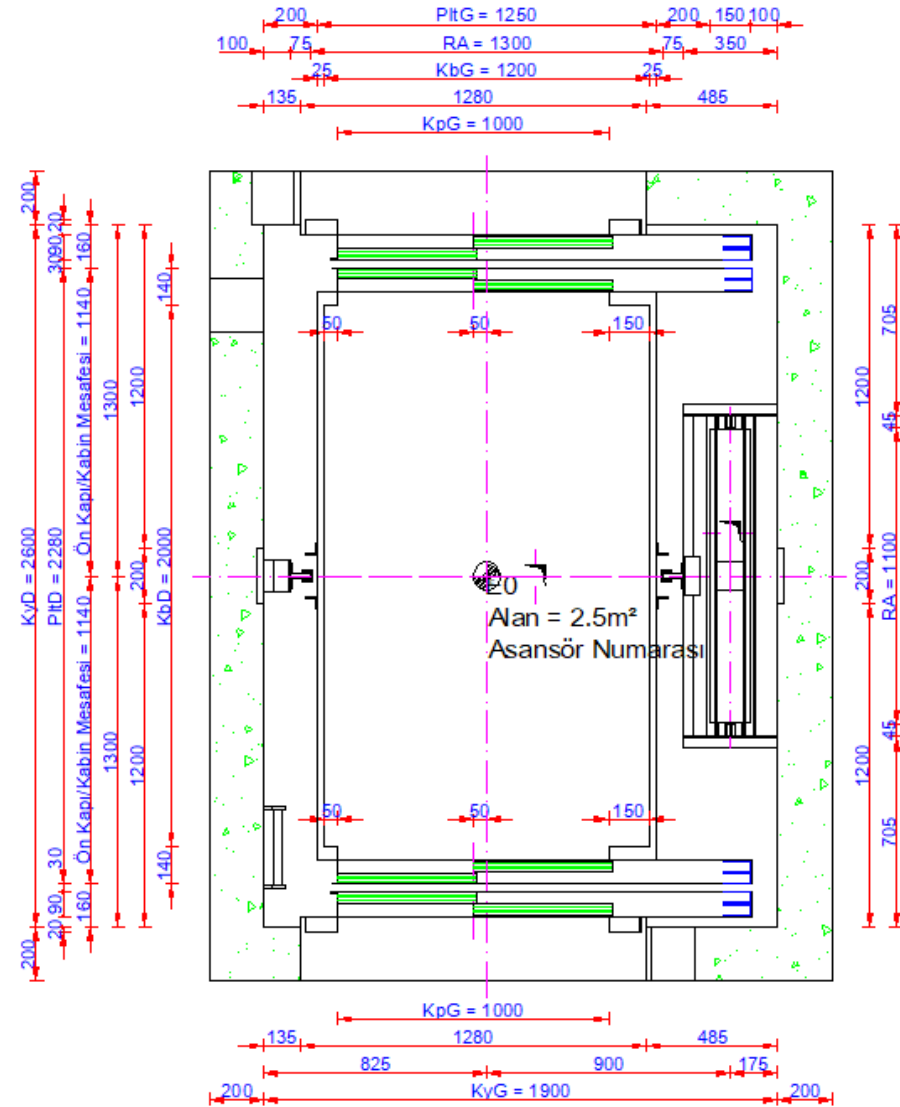 200 PltG = 1250 200 150 100
100 75 RA = 1300 75 350
25 KbG = 1200 25
135 1280 485
KpG = 1000
200
KyD = 2600
200
20
90
30
PltD = 2280
30
90
20
160
Ön Kapı/Kabin Mesafesi = 1140
Ön Kapı/Kabin Mesafesi = 1140
160
1300
1300
1200
200
1200
140
KbD = 2000
140
50 50 150
Alan = 2.5m²
Asansör Numarası
50 50 150
1200
200
1200
705
45
RA = 1100
45
705
KpG = 1000
135 1280 485
825 900 175
200 KyG = 1900 200